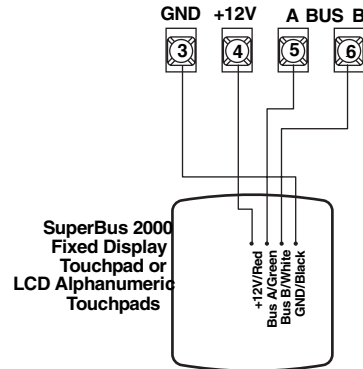 GND +12V A BUS B
3 4 5 6
SuperBus 2000
Fixed Display
Touchpad or
LCD Alphanumeric
Touchpads
+12V/Red
Bus A/Green
Bus B/White
GND/Black